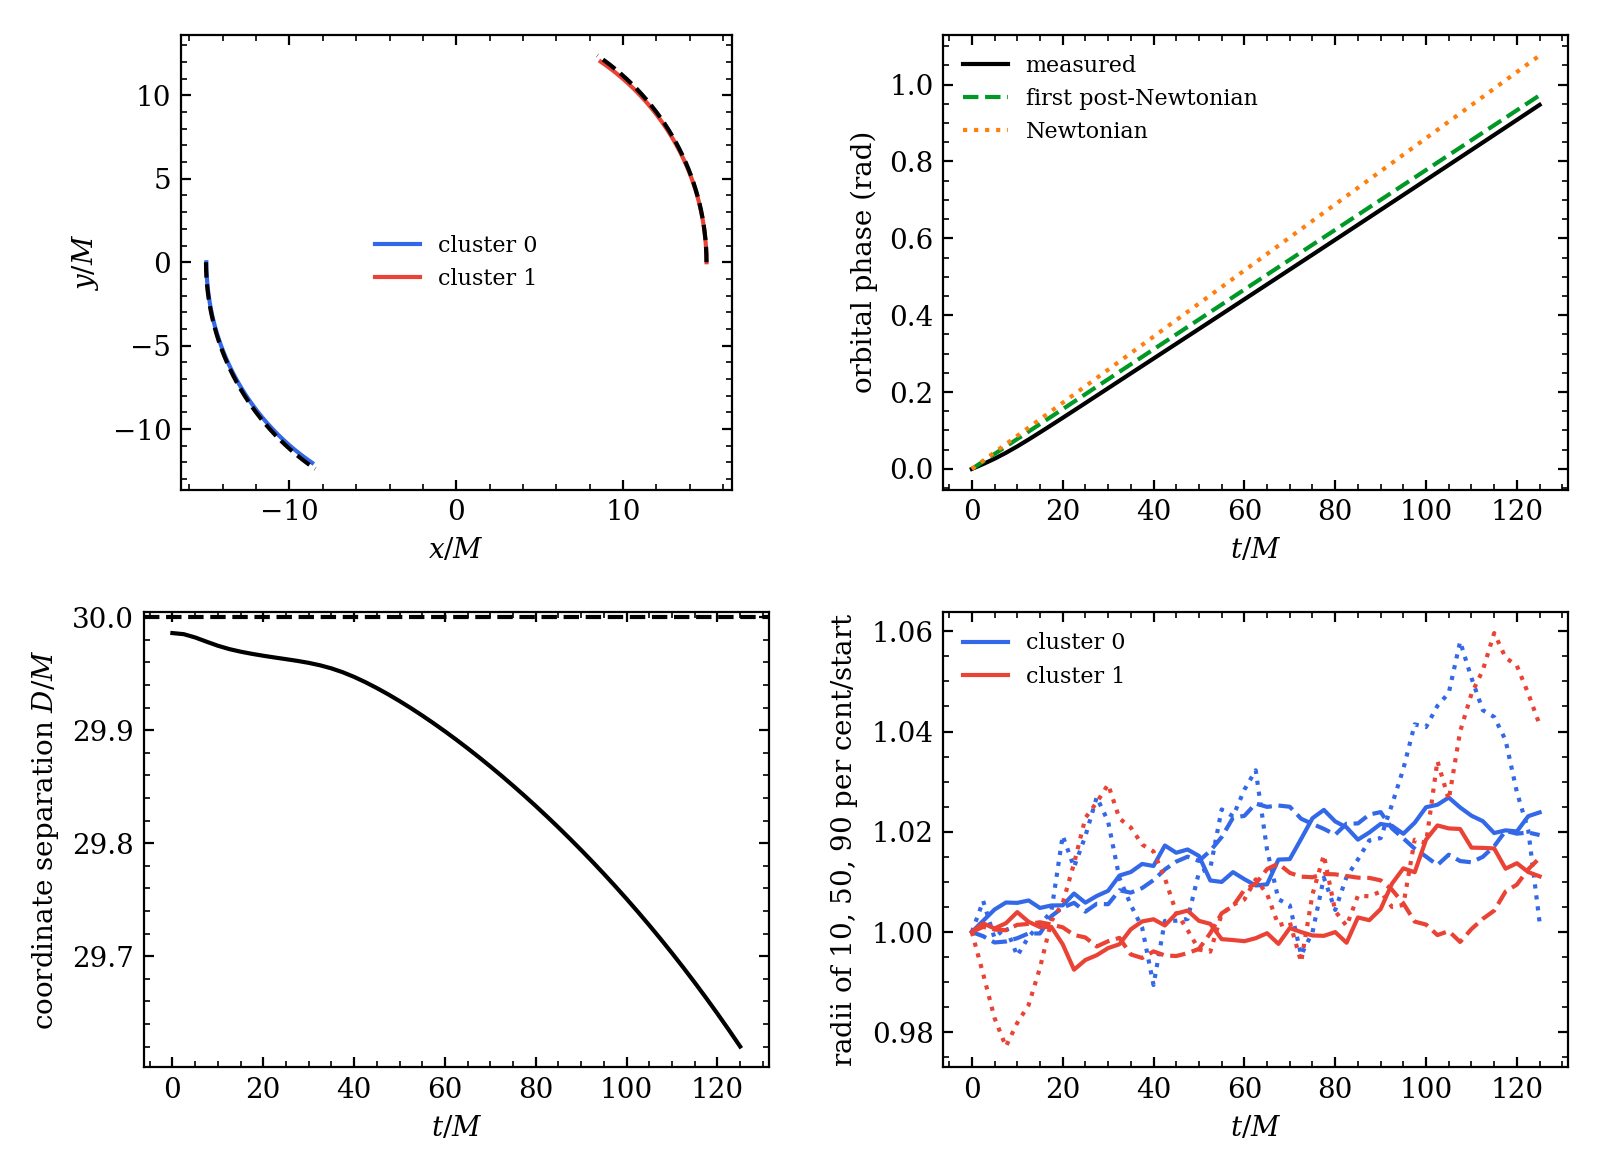 10
5
0
−5
−10
y/M
cluster 0
cluster 1
−10
0
10
x/M
1.0
0.8
0.6
0.4
0.2
0.0
orbital phase (rad)
measured
first post-Newtonian
Newtonian
0
20
40
60
80
100
120
t/M
30.0
29.9
29.8
29.7
coordinate separation D/M
0
20
40
60
80
100
120
t/M
1.06
1.04
1.02
1.00
0.98
radii of 10, 50, 90 per cent/start
cluster 0
cluster 1
0
20
40
60
80
100
120
t/M